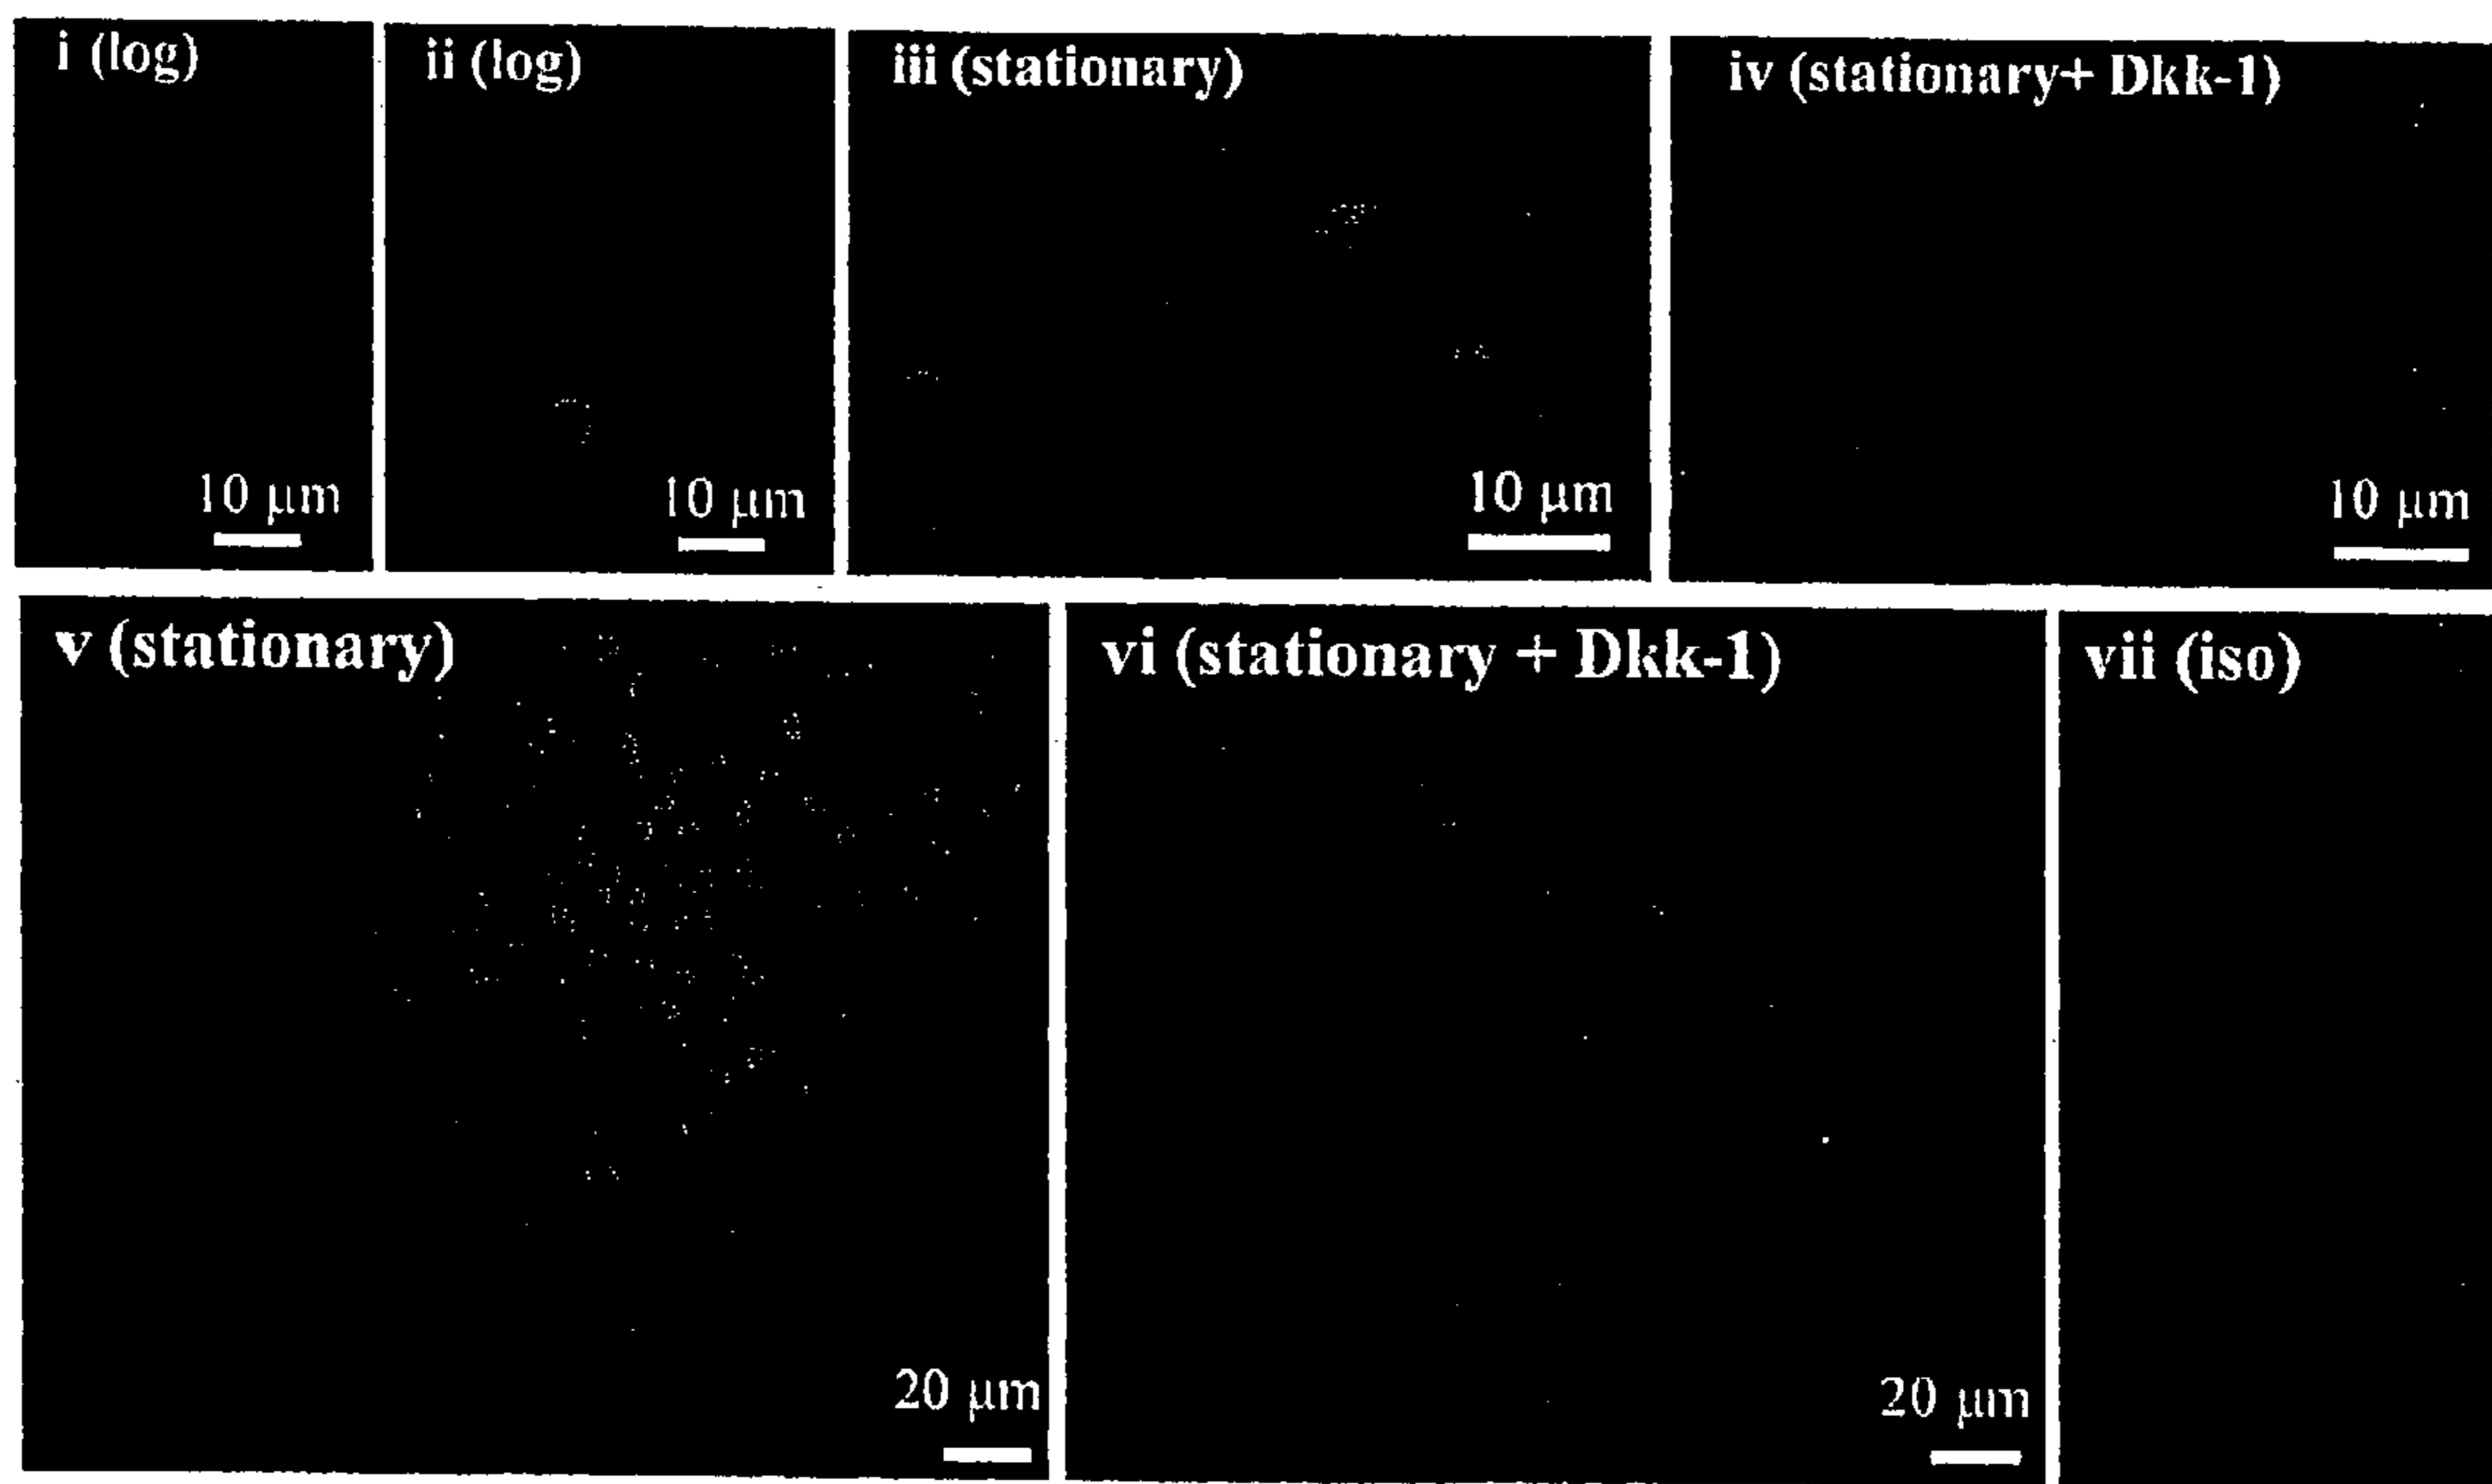 i (log)
ii (log)
iii (stationary)
iv (stationary+ Dkk-1)
10 μm
10 μm
10 μm
10 μm
v (stationary)
vi (stationary + Dkk-1)
vii (iso)
20 μm
20 μm